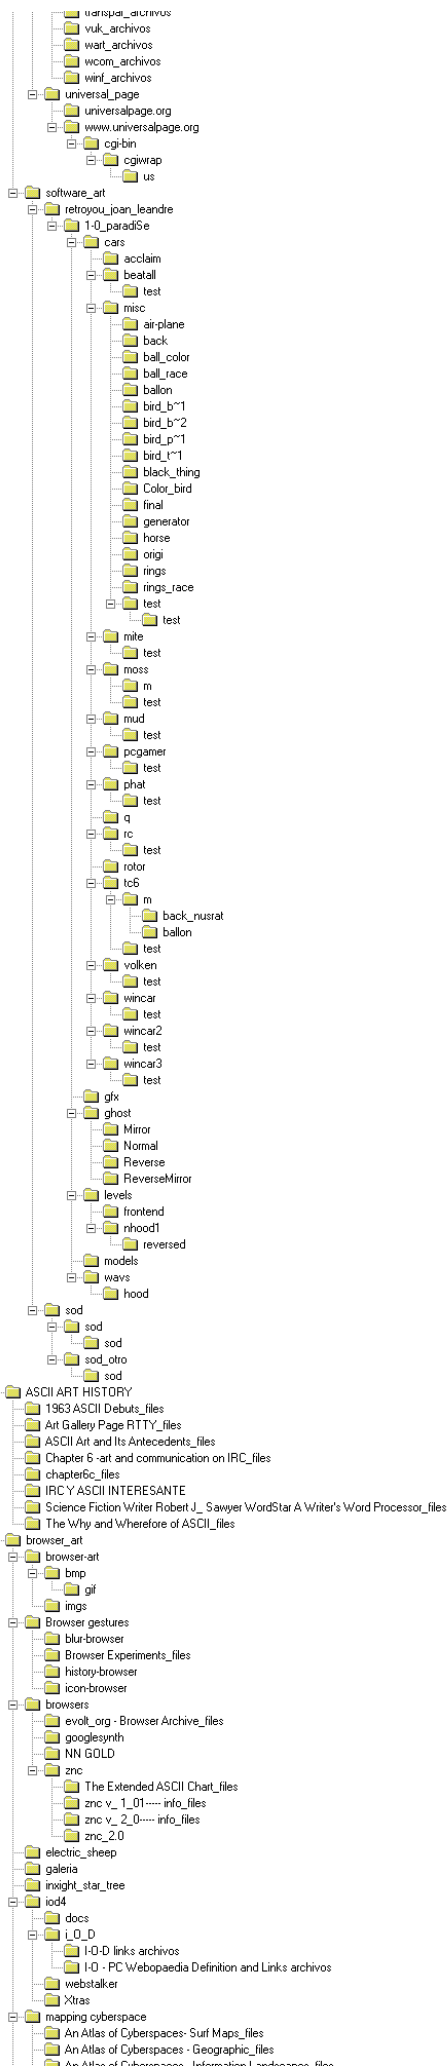 transpar_archivos
vuk_archivos
wart_archivos
wcom_archivos
winf_archivos
universal_page
universalpage.org
www.universalpage.org
cgi-bin
cgiwrap
us
software_art
retroyou_joan_leandre
1-0_paradiSe
cars
acclaim
beatall
test
misc
air-plane
back
ball_color
ball_race
ballon
bird_b~1
bird_b~2
bird_p~1
bird_t~1
black_thing
Color_bird
final
generator
horse
origi
rings
rings_race
test
test
mite
test
moss
m
test
mud
test
pcgamer
test
phat
test
q
rc
test
rotor
tc6
m
back_nusrat
ballon
test
volken
test
wincar
test
wincar2
test
wincar3
test
gfx
ghost
Mirror
Normal
Reverse
ReverseMirror
levels
frontend
nhood1
reversed
models
wavs
hood
sod
sod
sod
sod_otro
sod
ASCII ART HISTORY
1963 ASCII Debuts_files
Art Gallery Page RTTY_files
ASCII Art and Its Antecedents_files
Chapter 6 -art and communication on IRC_files
chapter6c_files
IRC Y ASCII INTERESANTE
Science Fiction Writer Robert J_ Sawyer WordStar A Writer's Word Processor_files
The Why and Wherefore of ASCII_files
browser_art
browser-art
bmp
gif
imgs
Browser gestures
blur-browser
Browser Experiments_files
history-browser
icon-browser
browsers
evolt_org - Browser Archive_files
googlesynth
NN GOLD
znc
The Extended ASCII Chart_files
znc v_ 1_01----- info_files
znc v_ 2_0----- info_files
znc_2.0
electric_sheep
galeria
inxight_star_tree
iod4
docs
i_O_D
I-O-D links archivos
I-O - PC Webopaedia Definition and Links archivos
webstalker
Xtras
mapping cyberspace
An Atlas of Cyberspaces- Surf Maps_files
An Atlas of Cyberspaces - Geographic_files
An Atlas of Cyberspaces - Information Landscapes_files